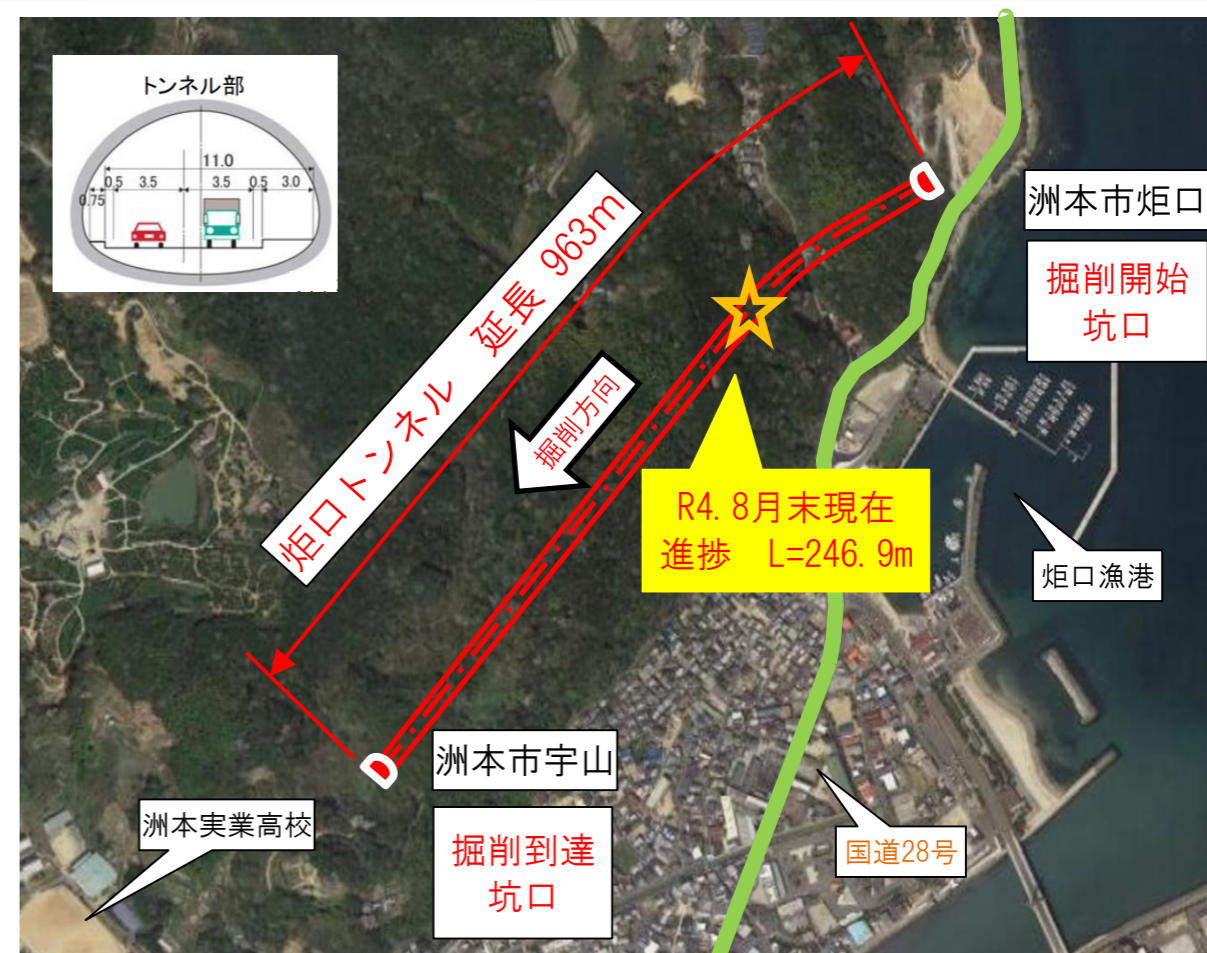 トンネル部
11.0
0.5 3.5 3.5 0.5 3.0
0.75
炬口トンネル 延長 963m
掘削方向
洲本市炬口
掘削開始
坑口
R4.8月末現在
進捗 L=246.9m
炬口漁港
洲本市宇山
掘削到達
坑口
洲本実業高校
国道28号